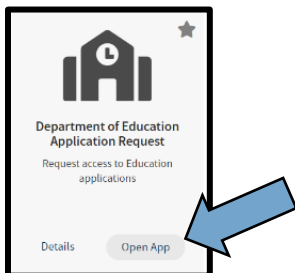 Department of Education
Application Request
Request access to Education
applications
Details
Open App